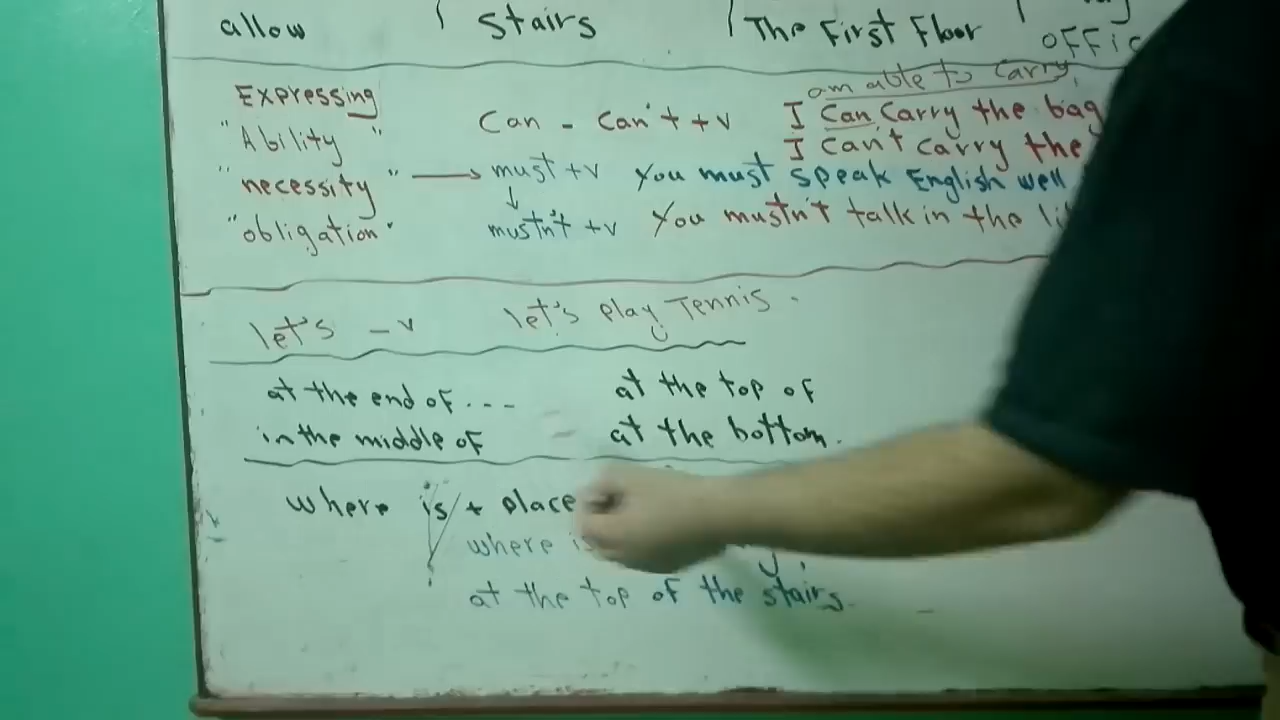 allow Stairs The First Floor
am able to carry
Expressing
"Ability" Can - Can't + V I Can Carry the bag
I can't carry the
"necessity" → must + v You must speak English well
"obligation" mustn't + v You mustn't talk in the
let's - v let's play Tennis.
at the end of... at the top of
in the middle of at the bottom.
where is + place
where
at the top of the stairs.